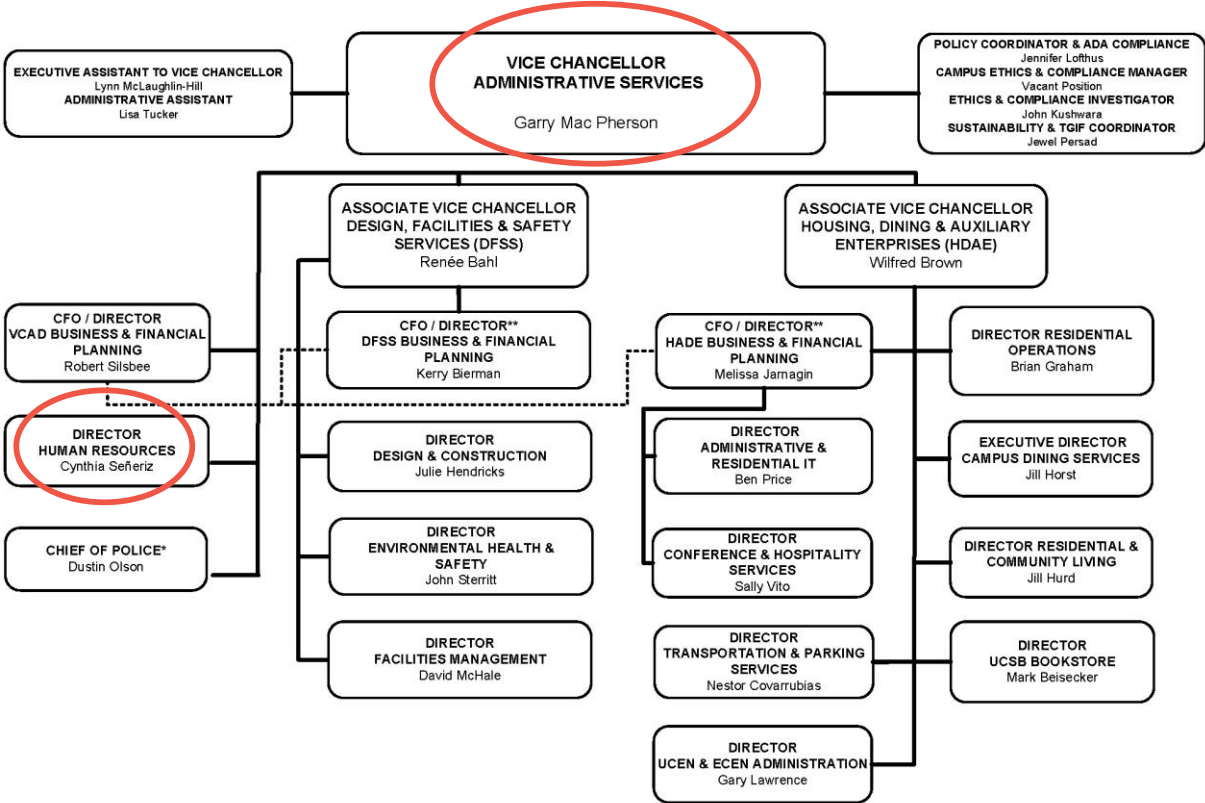 VICE CHANCELLOR
ADMINISTRATIVE SERVICES
Garry Mac Pherson
EXECUTIVE ASSISTANT TO VICE CHANCELLOR
Lynn McLaughlin-Hill
ADMINISTRATIVE ASSISTANT
Lisa Tucker
POLICY COORDINATOR & ADA COMPLIANCE
Jennifer Lofthus
CAMPUS ETHICS & COMPLIANCE MANAGER
Vacant Position
ETHICS & COMPLIANCE INVESTIGATOR
John Kushwara
SUSTAINABILITY & TGIF COORDINATOR
Jewel Persad
ASSOCIATE VICE CHANCELLOR
DESIGN, FACILITIES & SAFETY
SERVICES (DFSS)
Renée Bahl
ASSOCIATE VICE CHANCELLOR
HOUSING, DINING & AUXILIARY
ENTERPRISES (HDAE)
Wilfred Brown
CFO / DIRECTOR
VCAD BUSINESS & FINANCIAL
PLANNING
Robert Silsbee
CFO / DIRECTOR**
DFSS BUSINESS & FINANCIAL
PLANNING
Kerry Bierman
CFO / DIRECTOR**
HADE BUSINESS & FINANCIAL
PLANNING
Melissa Jarnagin
DIRECTOR RESIDENTIAL
OPERATIONS
Brian Graham
DIRECTOR
HUMAN RESOURCES
Cynthia Señeriz
DIRECTOR
DESIGN & CONSTRUCTION
Julie Hendricks
DIRECTOR
ADMINISTRATIVE &
RESIDENTIAL IT
Ben Price
EXECUTIVE DIRECTOR
CAMPUS DINING SERVICES
Jill Horst
CHIEF OF POLICE*
Dustin Olson
DIRECTOR
ENVIRONMENTAL HEALTH &
SAFETY
John Sterritt
DIRECTOR
CONFERENCE & HOSPITALITY
SERVICES
Sally Vito
DIRECTOR RESIDENTIAL &
COMMUNITY LIVING
Jill Hurd
DIRECTOR
FACILITIES MANAGEMENT
David McHale
DIRECTOR
TRANSPORTATION & PARKING
SERVICES
Nestor Covarrubias
DIRECTOR
UCSB BOOKSTORE
Mark Beisecker
DIRECTOR
UCEN & ECEN ADMINISTRATION
Gary Lawrence